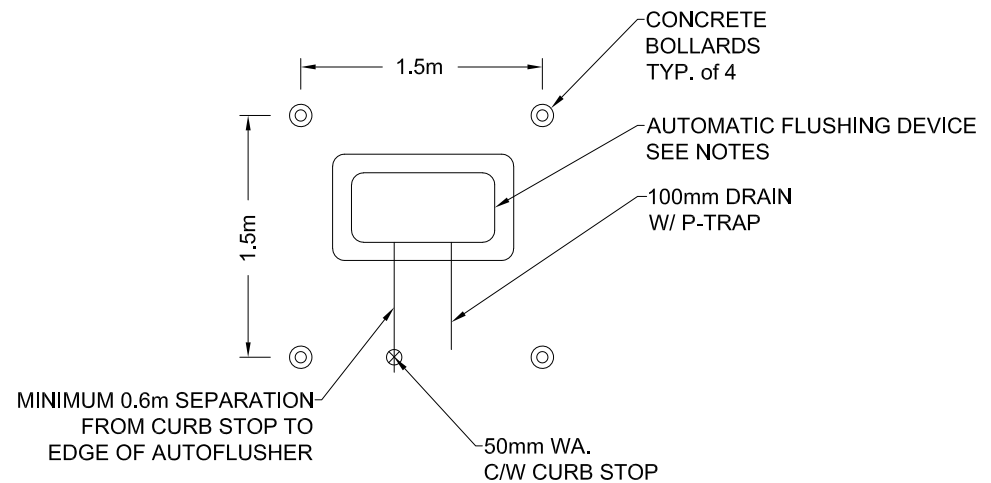 CONCRETE
BOLLARDS
TYP. of 4
1.5m
AUTOMATIC FLUSHING DEVICE
SEE NOTES
100mm DRAIN
W/ P-TRAP
1.5m
MINIMUM 0.6m SEPARATION
FROM CURB STOP TO
EDGE OF AUTOFLUSHER
50mm WA.
C/W CURB STOP